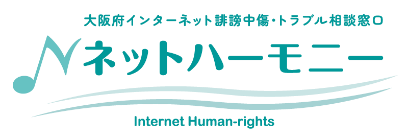 大阪府インターネット誹謗中傷・トラブル相談窓口
ネットハーモニー
Internet Human-rights